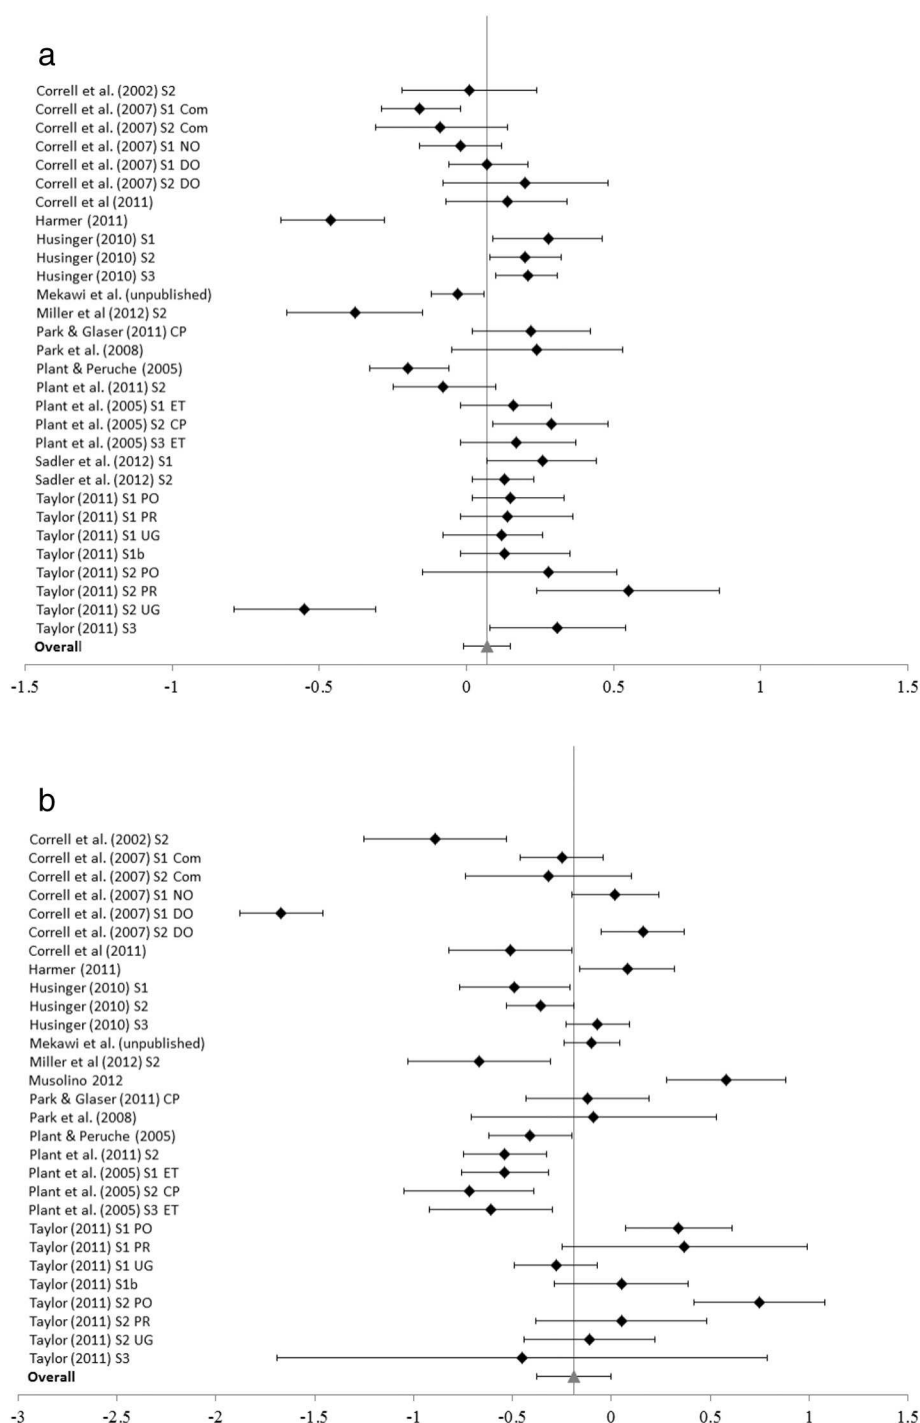 a
Correll et al. (2002) S2
Correll et al. (2007) S1 Com
Correll et al. (2007) S2 Com
Correll et al. (2007) S1 NO
Correll et al. (2007) S1 DO
Correll et al. (2007) S2 DO
Correll et al (2011)
Harmer (2011)
Husinger (2010) S1
Husinger (2010) S2
Husinger (2010) S3
Mekawi et al. (unpublished)
Miller et al (2012) S2
Park & Glaser (2011) CP
Park et al. (2008)
Plant & Peruche (2005)
Plant et al. (2011) S2
Plant et al. (2005) S1 ET
Plant et al. (2005) S2 CP
Plant et al. (2005) S3 ET
Sadler et al. (2012) S1
Sadler et al. (2012) S2
Taylor (2011) S1 PO
Taylor (2011) S1 PR
Taylor (2011) S1 UG
Taylor (2011) S1b
Taylor (2011) S2 PO
Taylor (2011) S2 PR
Taylor (2011) S2 UG
Taylor (2011) S3
Overall
-1.5 -1 -0.5 0 0.5 1 1.5
b
Correll et al. (2002) S2
Correll et al. (2007) S1 Com
Correll et al. (2007) S2 Com
Correll et al. (2007) S1 NO
Correll et al. (2007) S1 DO
Correll et al. (2007) S2 DO
Correll et al (2011)
Harmer (2011)
Husinger (2010) S1
Husinger (2010) S2
Husinger (2010) S3
Mekawi et al. (unpublished)
Miller et al (2012) S2
Musolino 2012
Park & Glaser (2011) CP
Park et al. (2008)
Plant & Peruche (2005)
Plant et al. (2011) S2
Plant et al. (2005) S1 ET
Plant et al. (2005) S2 CP
Plant et al. (2005) S3 ET
Taylor (2011) S1 PO
Taylor (2011) S1 PR
Taylor (2011) S1 UG
Taylor (2011) S1b
Taylor (2011) S2 PO
Taylor (2011) S2 PR
Taylor (2011) S2 UG
Taylor (2011) S3
Overall
-3 -2.5 -2 -1.5 -1 -0.5 0 0.5 1 1.5